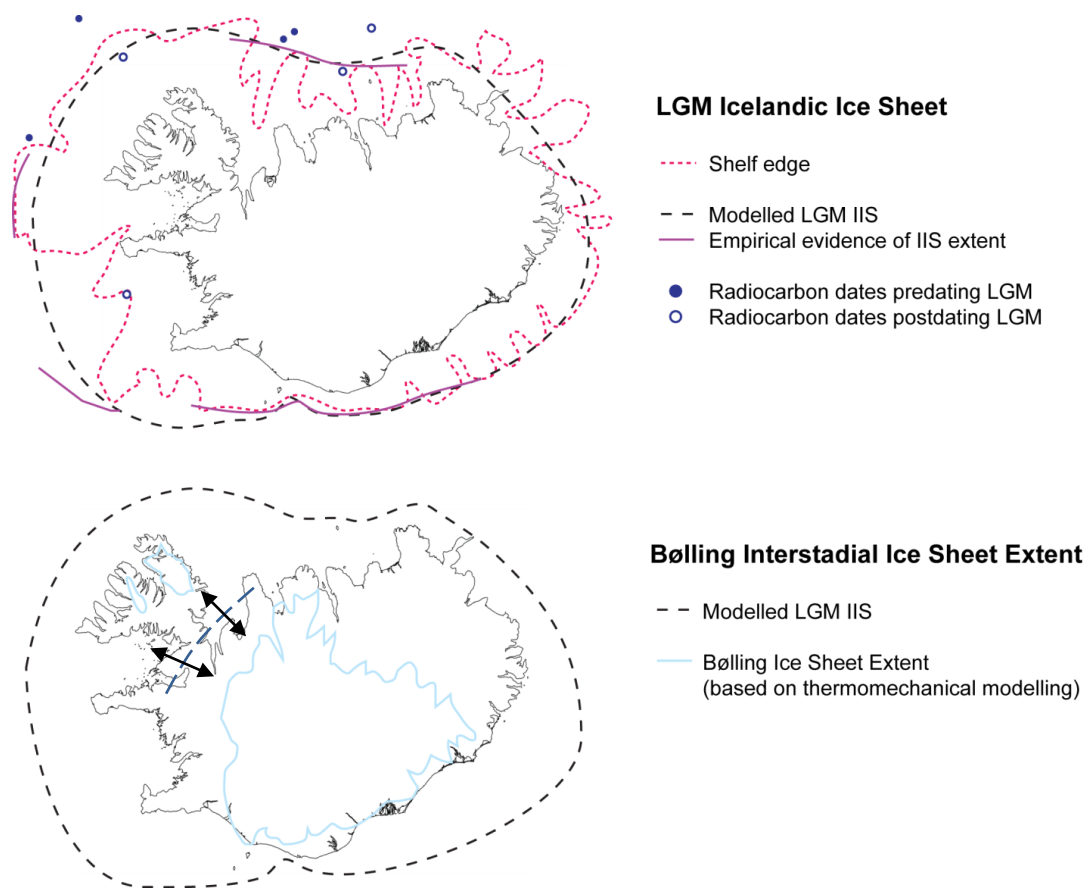 LGM Icelandic Ice Sheet
Shelf edge
Modelled LGM IIS
Empirical evidence of IIS extent
Radiocarbon dates predating LGM
Radiocarbon dates postdating LGM
Bølling Interstadial Ice Sheet Extent
Modelled LGM IIS
Bølling Ice Sheet Extent
(based on thermomechanical modelling)